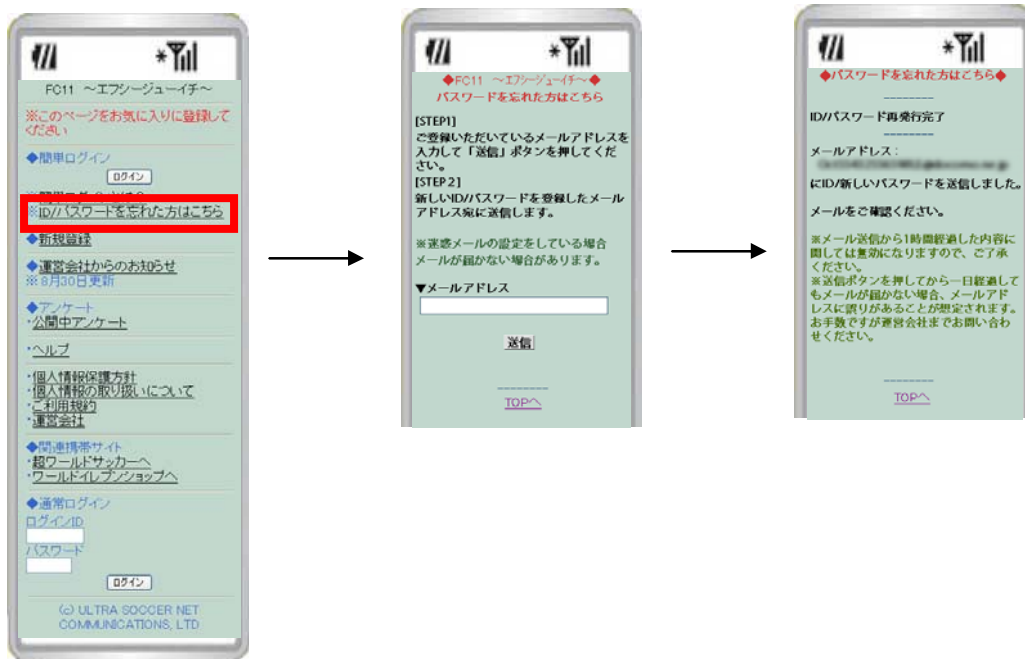 FC11 ～エフシージューイチ～
※このページをお気に入りに登録して
ください
◆簡単ログイン
ログイン
※ID/パスワードを忘れた方はこちら
◆新規登録
◆運営会社からのお知らせ
※8月30日更新
◆アンケート
・公開中アンケート
・ヘルプ
・個人情報保護方針
・個人情報の取り扱いについて
・ご利用規約
・運営会社
◆関連携帯サイト
・超ワールドサッカーへ
・ワールドイレブンショップへ
◆通常ログイン
ログインID
パスワード
ログイン
(c) ULTRA SOCCER NET
COMMUNICATIONS, LTD
◆FC11 ～エフシージューイチ～◆
パスワードを忘れた方はこちら
[STEP1]
ご登録いただいているメールアドレスを
入力して「送信」ボタンを押してくだ
さい。
[STEP2]
新しいID/パスワードを登録したメール
アドレス宛に送信します。
※迷惑メールの設定をしている場合
メールが届かない場合があります。
▼メールアドレス
送信
--------
TOPへ
◆パスワードを忘れた方はこちら◆
--------
ID/パスワード再発行完了
--------
メールアドレス：
にID/新しいパスワードを送信しました。
メールをご確認ください。
※メール送信から1時間経過した内容に
関しては無効になりますので、ご了承
ください。
※送信ボタンを押してから一日経過して
もメールが届かない場合、メールアド
レスに誤りがあることが想定されます。
お手数ですが運営会社までお問い合わ
せください。
--------
TOPへ